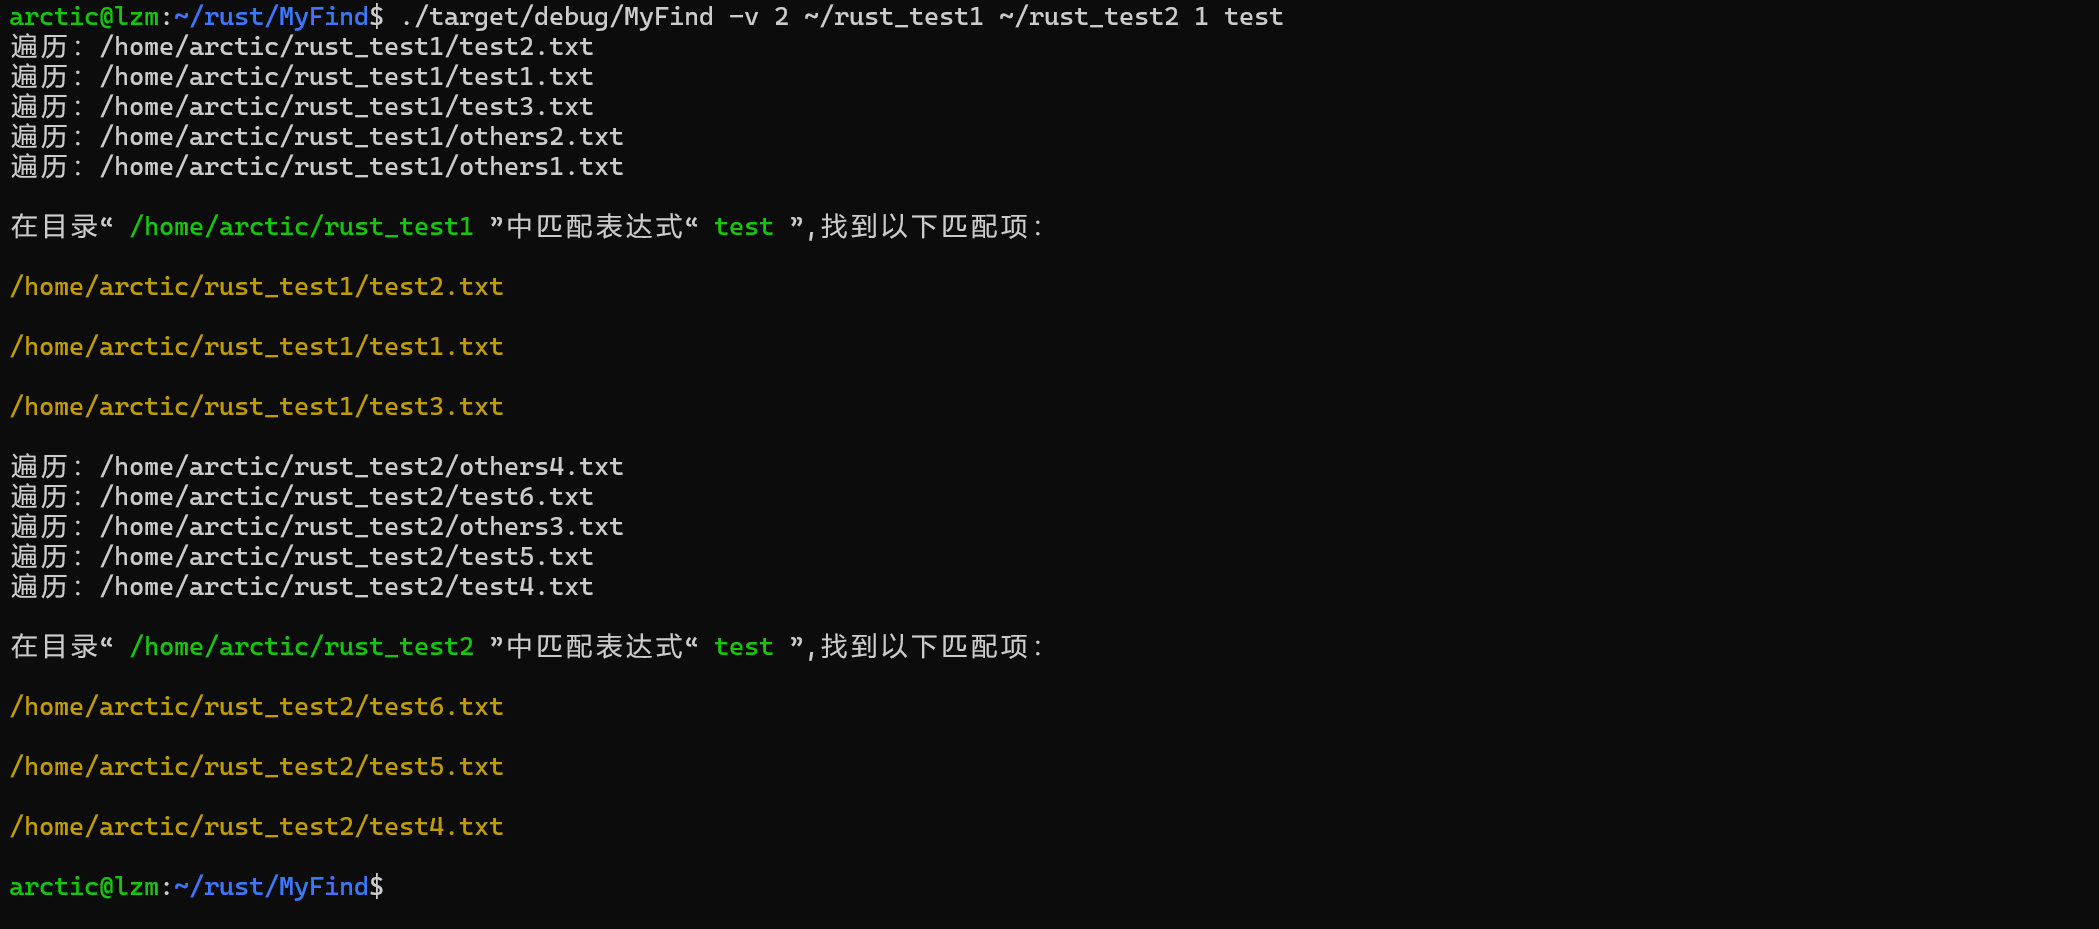 arctic@lzm:~/rust/MyFind$ ./target/debug/MyFind -v 2 ~/rust_test1 ~/rust_test2 1 test
遍历: /home/arctic/rust_test1/test2.txt
遍历: /home/arctic/rust_test1/test1.txt
遍历: /home/arctic/rust_test1/test3.txt
遍历: /home/arctic/rust_test1/others2.txt
遍历: /home/arctic/rust_test1/others1.txt
在目录“ /home/arctic/rust_test1 ”中匹配表达式“ test ”,找到以下匹配项:
/home/arctic/rust_test1/test2.txt
/home/arctic/rust_test1/test1.txt
/home/arctic/rust_test1/test3.txt
遍历: /home/arctic/rust_test2/others4.txt
遍历: /home/arctic/rust_test2/test6.txt
遍历: /home/arctic/rust_test2/others3.txt
遍历: /home/arctic/rust_test2/test5.txt
遍历: /home/arctic/rust_test2/test4.txt
在目录“ /home/arctic/rust_test2 ”中匹配表达式“ test ”,找到以下匹配项:
/home/arctic/rust_test2/test6.txt
/home/arctic/rust_test2/test5.txt
/home/arctic/rust_test2/test4.txt
arctic@lzm:~/rust/MyFind$